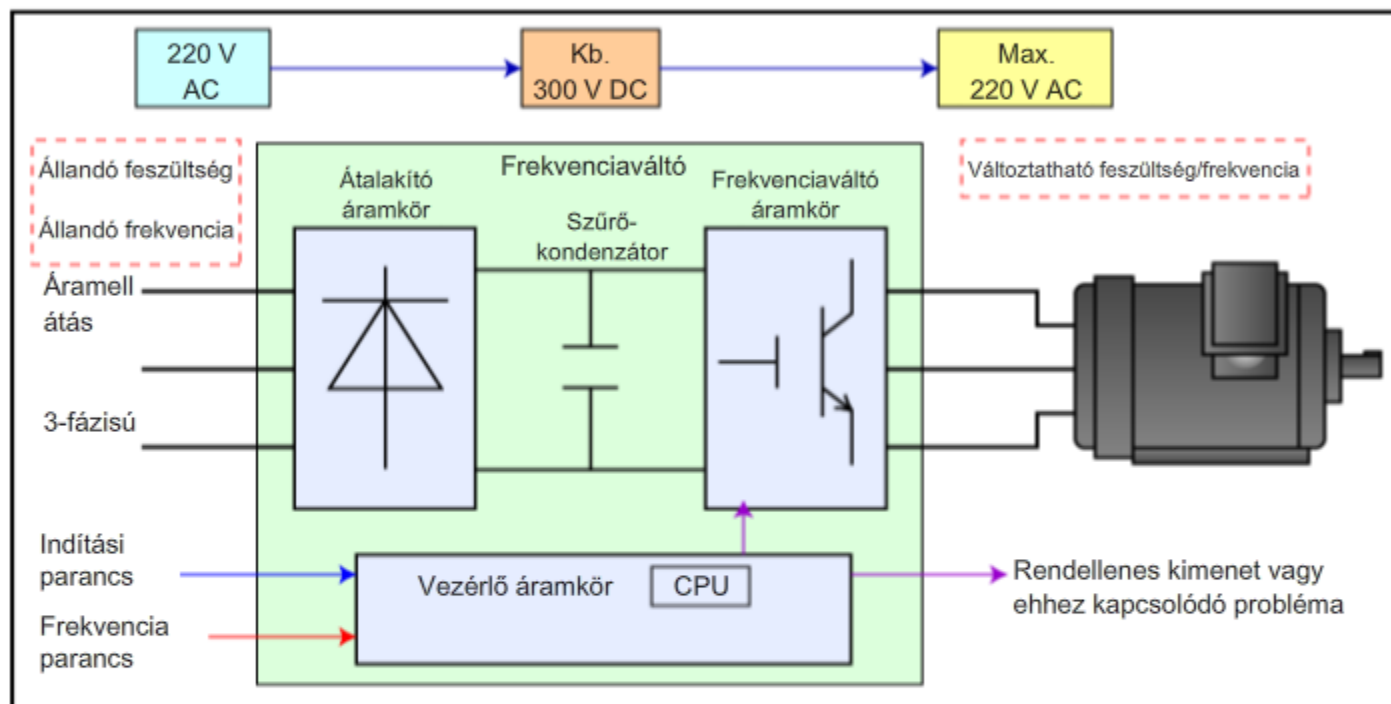 220 V
AC
Kb.
300 V DC
Max.
220 V AC
Állandó feszültség
Állandó frekvencia
Frekvenciaváltó
Átalakító
áramkör
Szűrő-
kondenzátor
Frekvenciaváltó
áramkör
Változtatható feszültség/frekvencia
Áramell
átás
3-fázisú
Indítási
parancs
Frekvencia
parancs
Vezérlő áramkör
CPU
Rendellenes kimenet vagy
ehhez kapcsolódó probléma